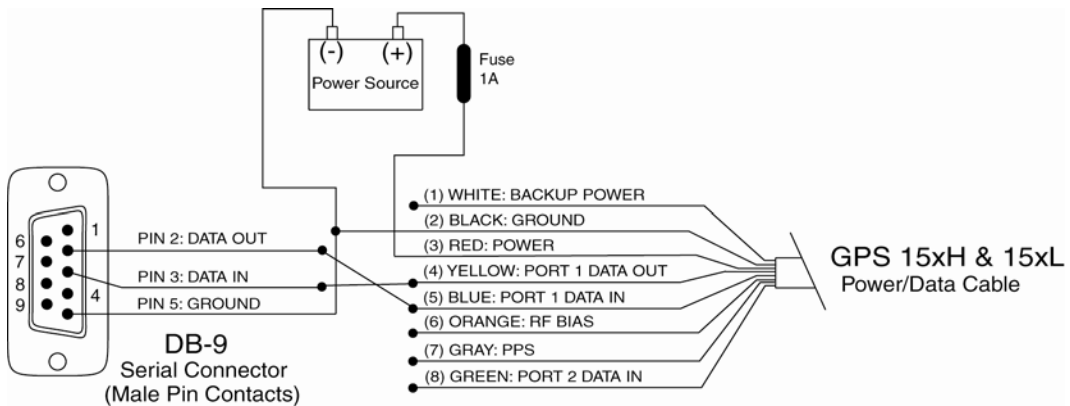 (-) (+)
Power Source
Fuse
1A
(1) WHITE: BACKUP POWER
(2) BLACK: GROUND
(3) RED: POWER
(4) YELLOW: PORT 1 DATA OUT
(5) BLUE: PORT 1 DATA IN
(6) ORANGE: RF BIAS
(7) GRAY: PPS
(8) GREEN: PORT 2 DATA IN
GPS 15xH & 15xL
Power/Data Cable
1
6
7
8
4
9
PIN 2: DATA OUT
PIN 3: DATA IN
PIN 5: GROUND
DB-9
Serial Connector
(Male Pin Contacts)